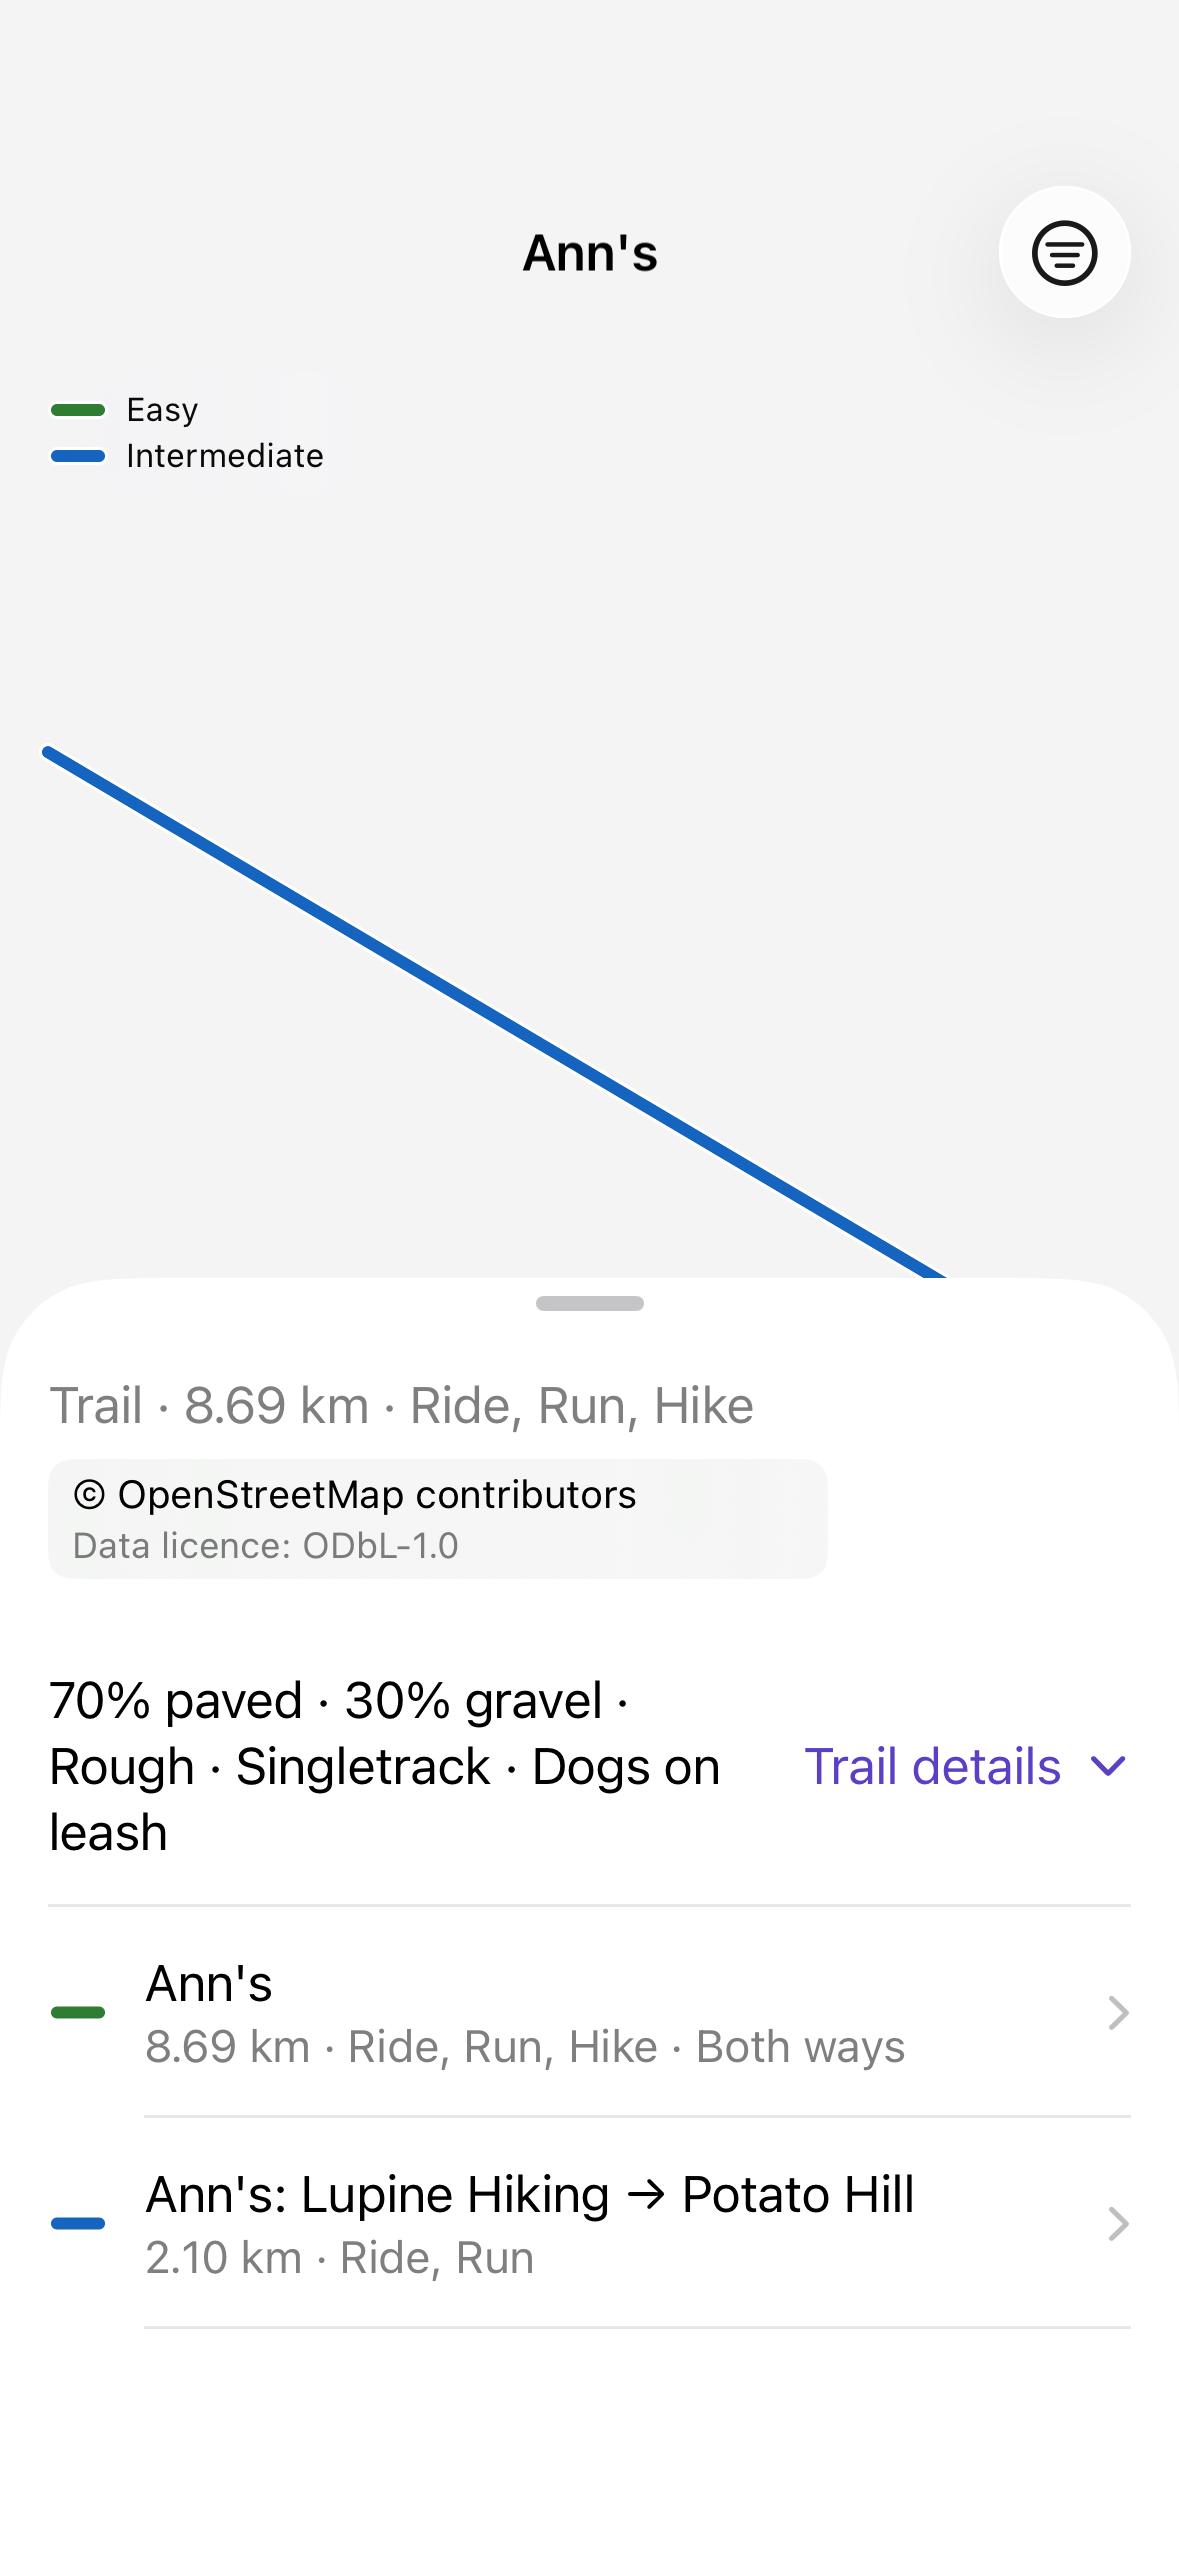 Ann's
Easy
Intermediate
Trail · 8.69 km · Ride, Run, Hike
© OpenStreetMap contributors
Data licence: ODbL-1.0
70% paved · 30% gravel ·
Rough · Singletrack · Dogs on
leash
Trail details
Ann's
8.69 km · Ride, Run, Hike · Both ways
Ann's: Lupine Hiking → Potato Hill
2.10 km · Ride, Run